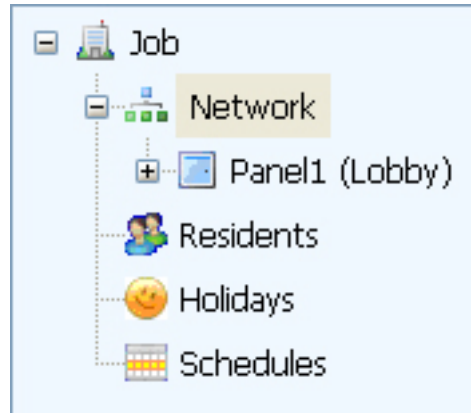 Job
Network
Panel1 (Lobby)
Residents
Holidays
Schedules